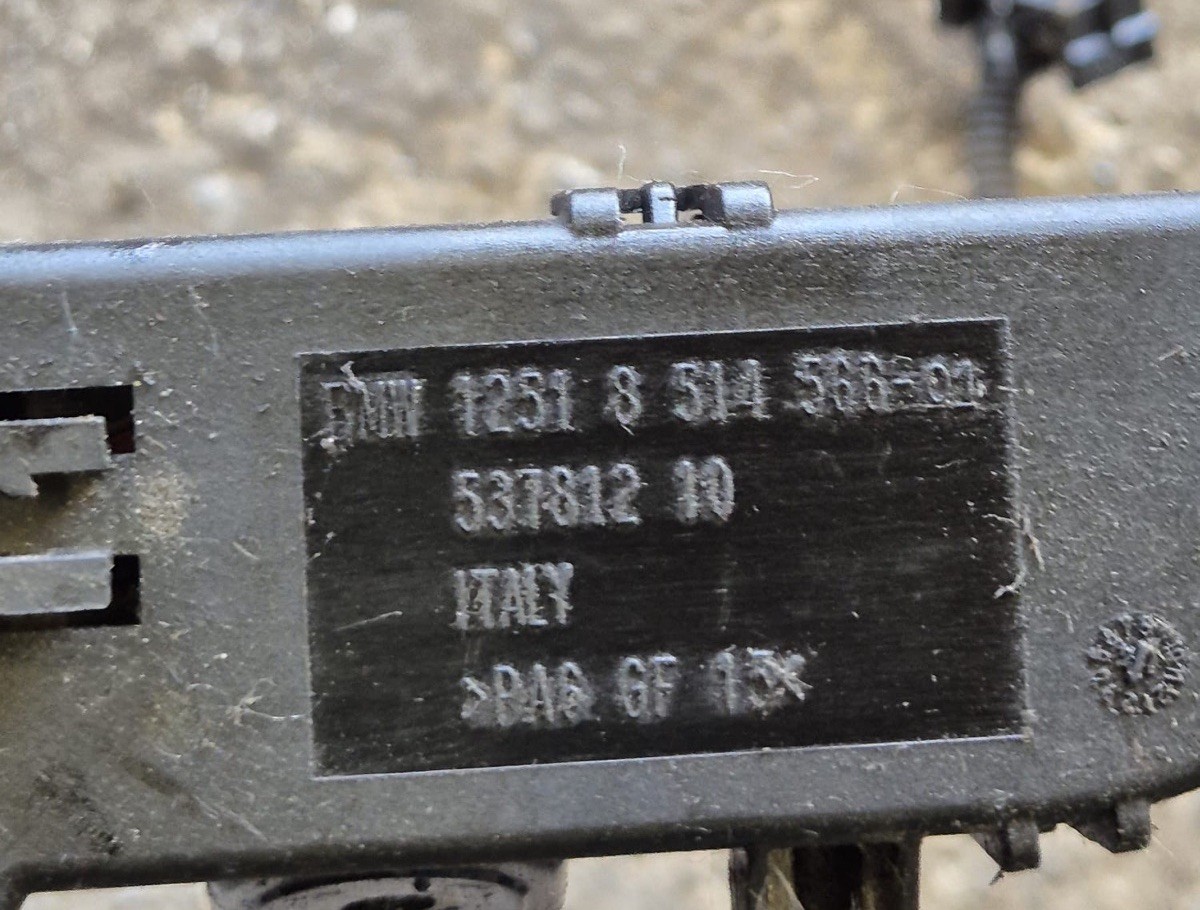 BMW 1251 8 514 566-01
537812 10
ITALY
>PA6 GF 15<